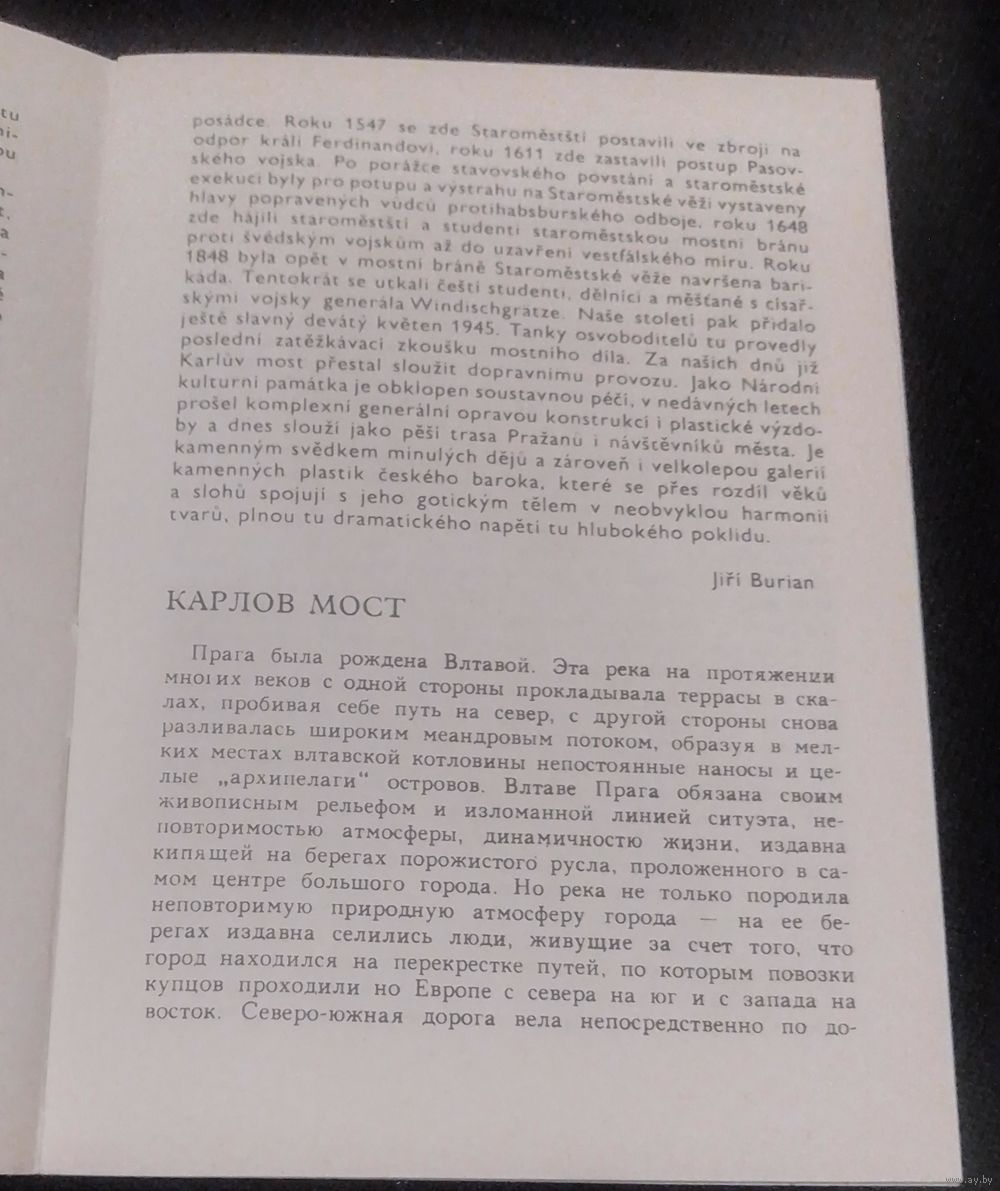 tu
ni-
ou
n-
t,
a
-
a
é
posádce. Roku 1547 se zde Staroměstští postavili ve zbroji na
odpor králi Ferdinandovi, roku 1611 zde zastavili postup Pasov-
ského vojska. Po porážce stavovského povstání a staroměstské
exekuci byly pro potupu a výstrahu na Staroměstské věži vystaveny
hlavy popravených vůdců protihabsburského odboje, roku 1648
zde hájili staroměstští a studenti staroměstskou mostní bránu
proti švédským vojskům až do uzavření vestfálského míru. Roku
1848 byla opět v mostní bráně Staroměstské věže navršena bari-
káda. Tentokrát se utkali čeští studenti, dělníci a měšťané s císař-
skými vojsky generála Windischgrätze. Naše století pak přidalo
ještě slavný devátý květen 1945. Tanky osvoboditelů tu provedly
poslední zatěžkávací zkoušku mostního díla. Za našich dnů již
Karlův most přestal sloužit dopravnímu provozu. Jako Národní
kulturní památka je obklopen soustavnou péčí, v nedávných letech
prošel komplexní generální opravou konstrukcí i plastické výzdo-
by a dnes slouží jako pěší trasa Pražanů i návštěvníků města. Je
kamenným svědkem minulých dějů a zároveň i velkolepou galerií
kamenných plastik českého baroka, které se přes rozdíl věků
a slohů spojují s jeho gotickým tělem v neobvyklou harmonii
tvarů, plnou tu dramatického napětí tu hlubokého poklidu.
Jiří Burian
КАРЛОВ МОСТ
Прага была рождена Влтавой. Эта река на протяжении
многих веков с одной стороны прокладывала террасы в ска-
лах, пробивая себе путь на север, с другой стороны снова
разливалась широким меандровым потоком, образуя в мел-
ких местах влтавской котловины непостоянные наносы и це-
лые „архипелаги“ островов. Влтаве Прага обязана своим
живописным рельефом и изломанной линией ситуэта, не-
повторимостью атмосферы, динамичностю жизни, издавна
кипящей на берегах порожистого русла, проложенного в са-
мом центре большого города. Но река не только породила
неповторимую природную атмосферу города — на ее бе-
регах издавна селились люди, живущие за счет того, что
город находился на перекрестке путей, по которым повозки
купцов проходили но Европе с севера на юг и с запада на
восток. Северо-южная дорога вела непосредственно по до-
www.ay.by